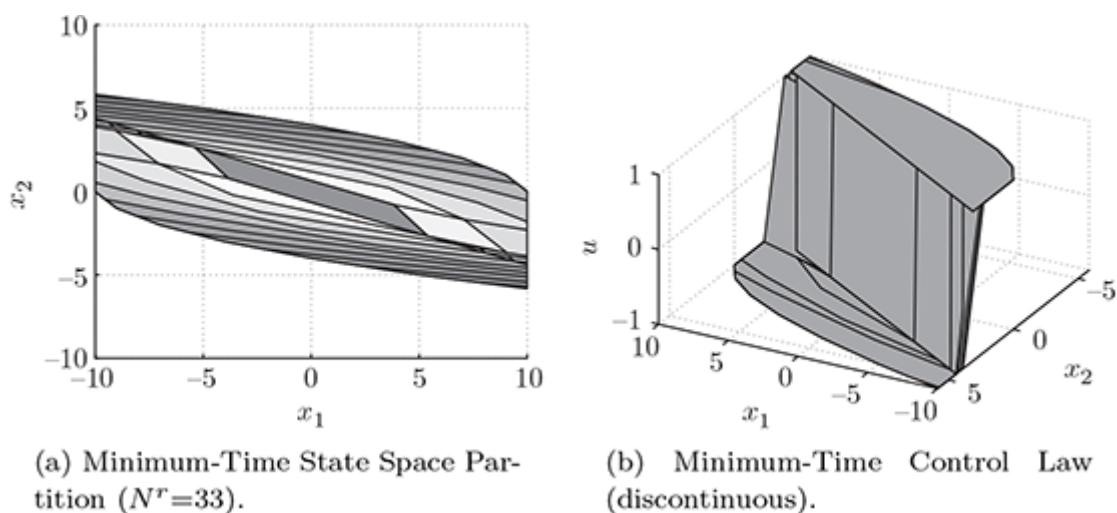 10
5
0
−5
−10
x2
−10
−5
0
5
10
x1
1
0
−1
u
10
5
0
−5
−10
x1
5
0
−5
x2
(a) Minimum-Time State Space Par-
tition (N^r=33).
(b) Minimum-Time Control Law
(discontinuous).